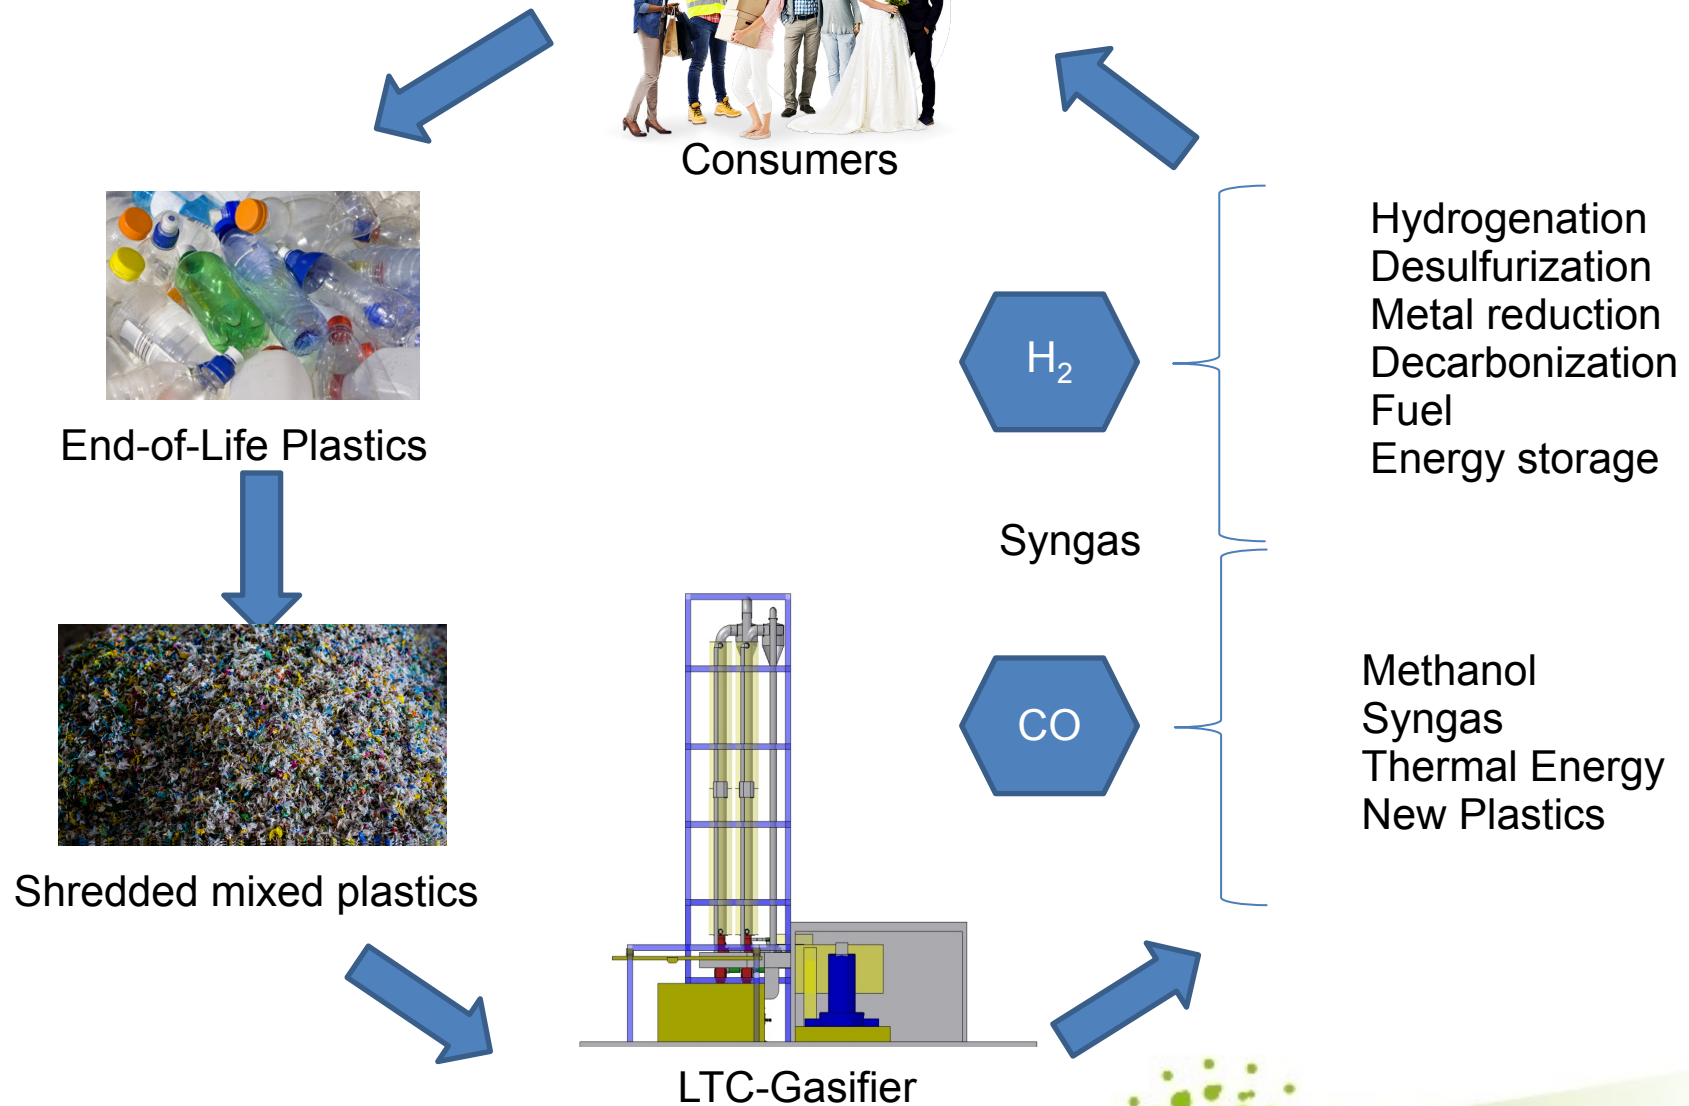 Consumers
End-of-Life Plastics
Shredded mixed plastics
LTC-Gasifier
H₂
Syngas
CO
Hydrogenation
Desulfurization
Metal reduction
Decarbonization
Fuel
Energy storage
Methanol
Syngas
Thermal Energy
New Plastics